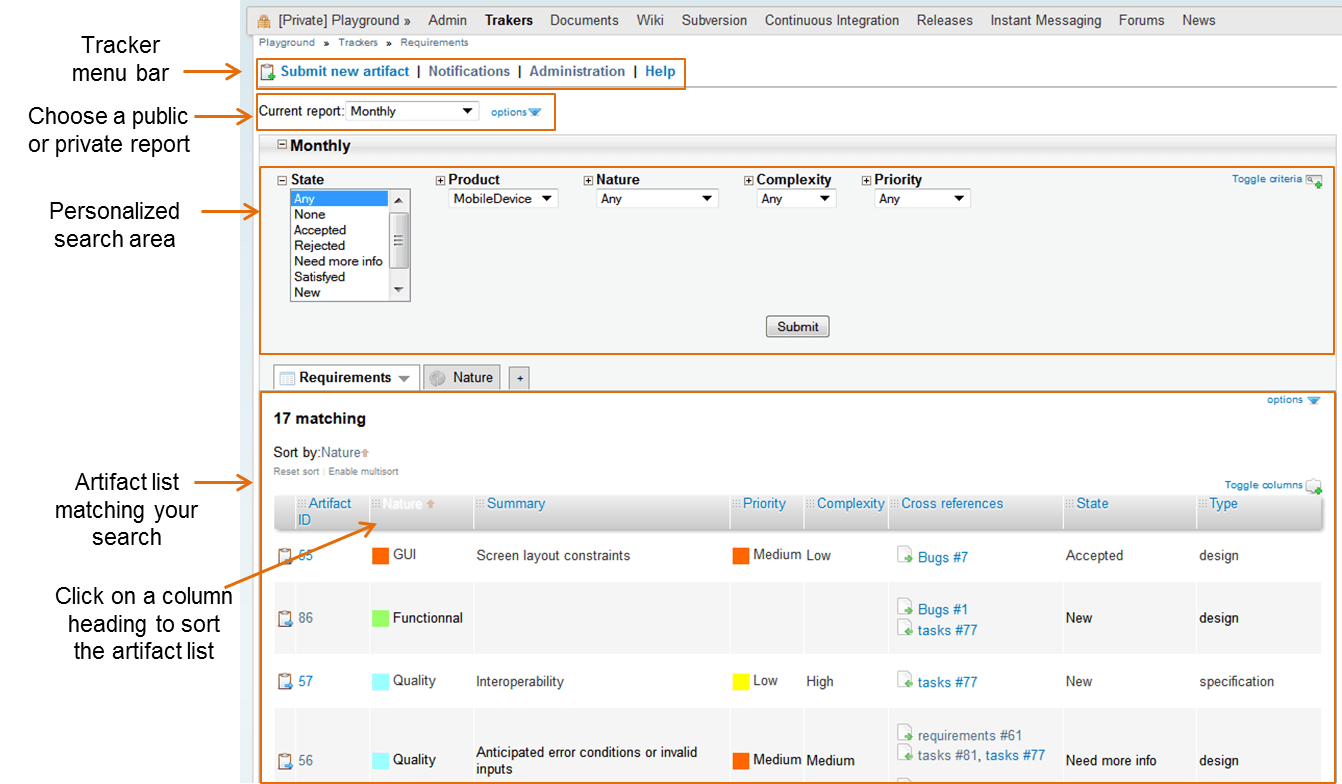 [Private] Playground » Admin Trakers Documents Wiki Subversion Continuous Integration Releases Instant Messaging Forums News
Playground » Trackers » Requirements
Tracker
menu bar
Submit new artifact | Notifications | Administration | Help
Choose a public
or private report
Current report: Monthly options
Monthly
Personalized
search area
State Product Nature Complexity Priority Toggle criteria
Any MobileDevice Any Any Any
None
Accepted
Rejected
Need more info
Satisfyed
New
Submit
Requirements Nature +
options
17 matching
Sort by:Nature
Reset sort | Enable multisort
Artifact list
matching your
search
Toggle columns
Artifact Nature Summary Priority Complexity Cross references State Type
ID
Click on a column
heading to sort
the artifact list
55 GUI Screen layout constraints Medium Low Bugs #7 Accepted design
86 Functionnal Bugs #1 New design
tasks #77
57 Quality Interoperability Low High tasks #77 New specification
requirements #61
56 Quality Anticipated error conditions or invalid Medium Medium tasks #81, tasks #77 Need more info design
inputs